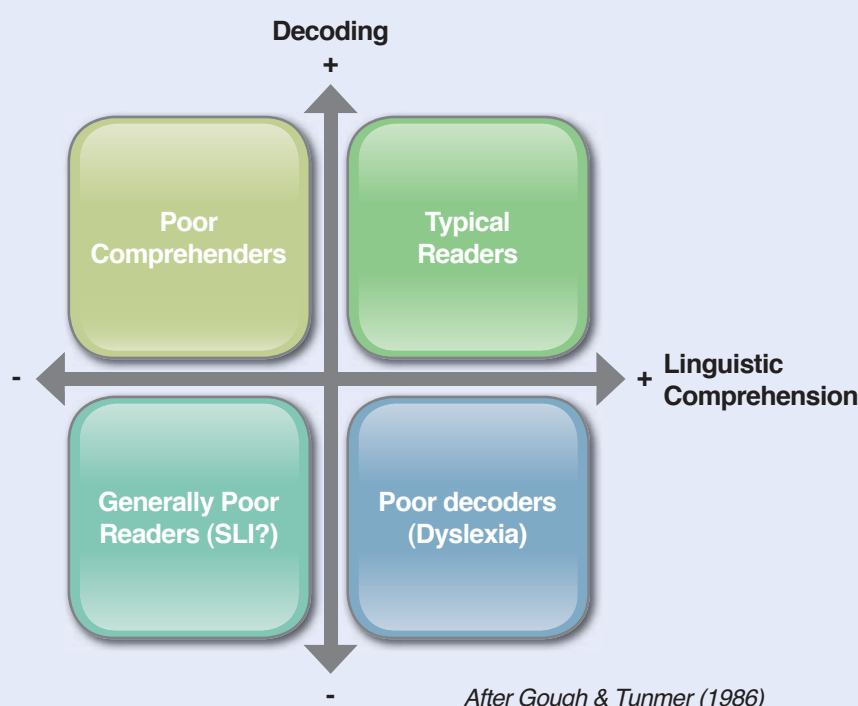 Decoding
+
Poor
Comprehenders
Typical
Readers
-
+
Linguistic
Comprehension
Generally Poor
Readers (SLI?)
Poor decoders
(Dyslexia)
-
After Gough & Tunmer (1986)